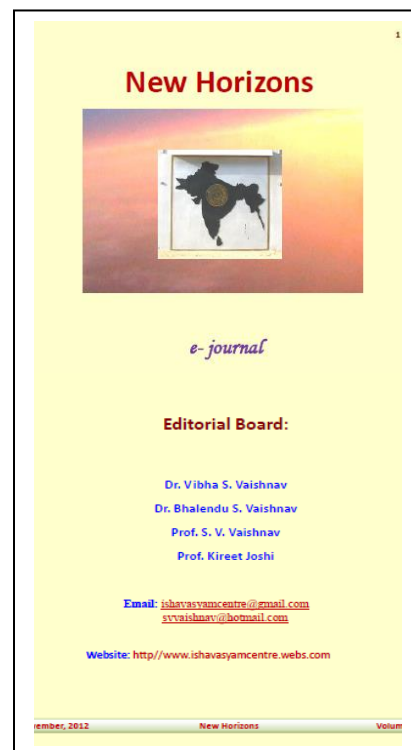 1
New Horizons
e- journal
Editorial Board:
Dr. Vibha S. Vaishnav
Dr. Bhalendu S. Vaishnav
Prof. S. V. Vaishnav
Prof. Kireet Joshi
Email: ishavasyamcentre@gmail.com
svvaishnav@hotmail.com
Website: http//www.ishavasyamcentre.webs.com
vember, 2012 New Horizons Volum